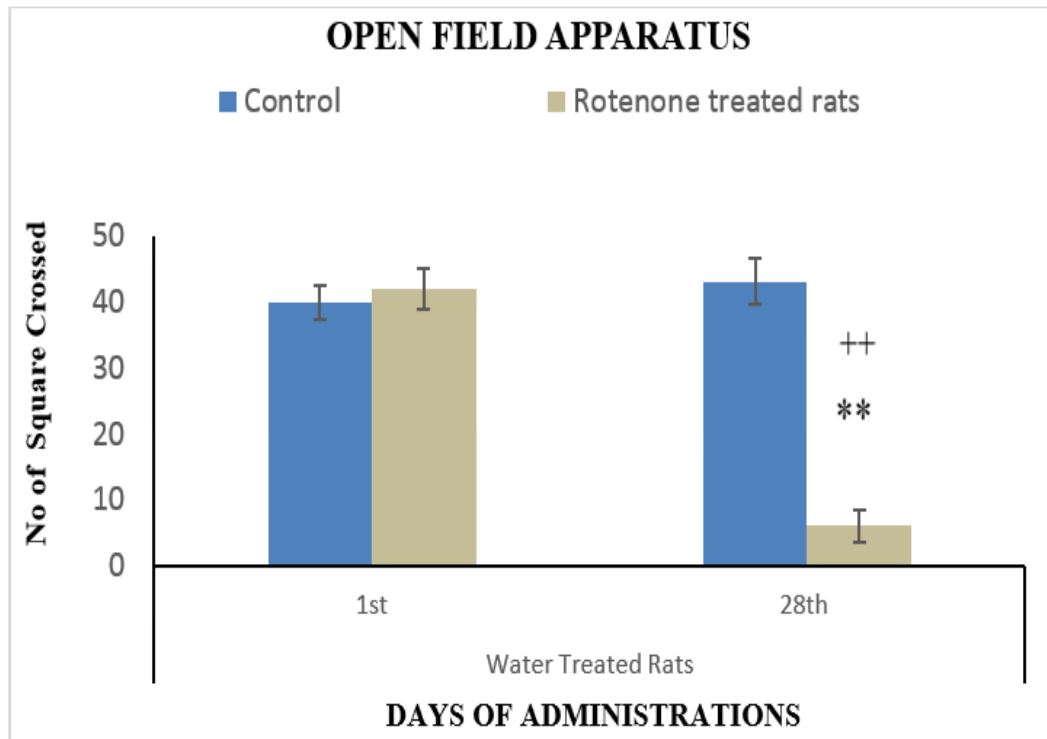 OPEN FIELD APPARATUS
Control
Rotenone treated rats
No of Square Crossed
50
40
30
20
10
0
++
**
1st
28th
Water Treated Rats
DAYS OF ADMINISTRATIONS